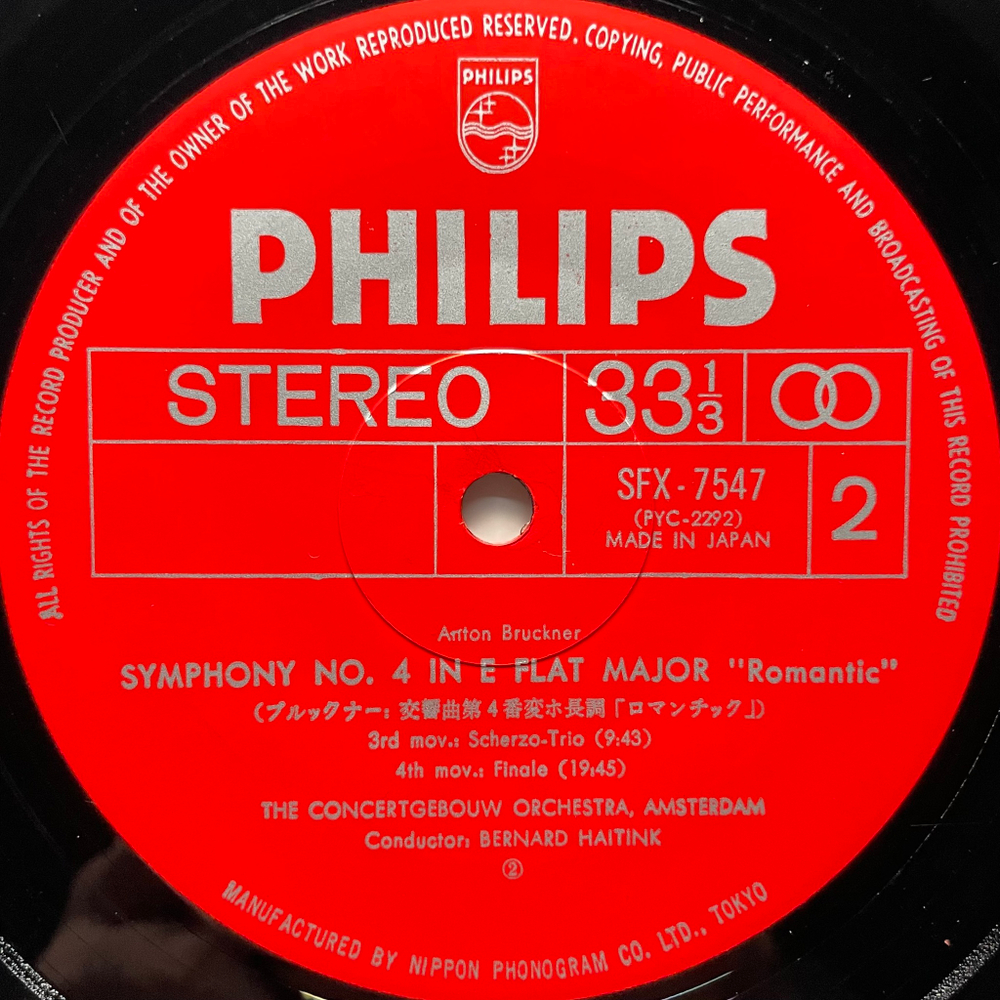 ALL RIGHTS OF THE RECORD PRODUCER AND OF THE OWNER OF THE WORK REPRODUCED RESERVED. COPYING, PUBLIC PERFORMANCE AND BROADCASTING OF THIS RECORD PROHIBITED
PHILIPS
PHILIPS
STEREO
33 1/3
SFX-7547
(PYC-2292)
MADE IN JAPAN
2
Anton Bruckner
SYMPHONY NO. 4 IN E FLAT MAJOR "Romantic"
(ブルックナー: 交響曲第4番変ホ長調「ロマンチック」)
3rd mov.: Scherzo-Trio (9:43)
4th mov.: Finale (19:45)
THE CONCERTGEBOUW ORCHESTRA, AMSTERDAM
Conductor: BERNARD HAITINK
②
MANUFACTURED BY NIPPON PHONOGRAM CO. LTD., TOKYO